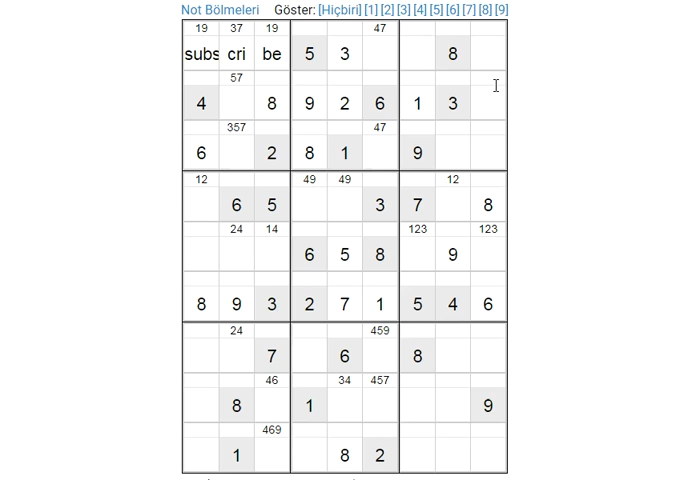 Not Bölmeleri Göster: [Hiçbiri] [1] [2] [3] [4] [5] [6] [7] [8] [9]
19 37 19 47
subs cri be 5 3 8
57
4 8 9 2 6 1 3
357 47
6 2 8 1 9
12 49 49 12
6 5 3 7 8
24 14 123 123
6 5 8 9
8 9 3 2 7 1 5 4 6
24 459
7 6 8
46 34 457
8 1 9
469
1 8 2